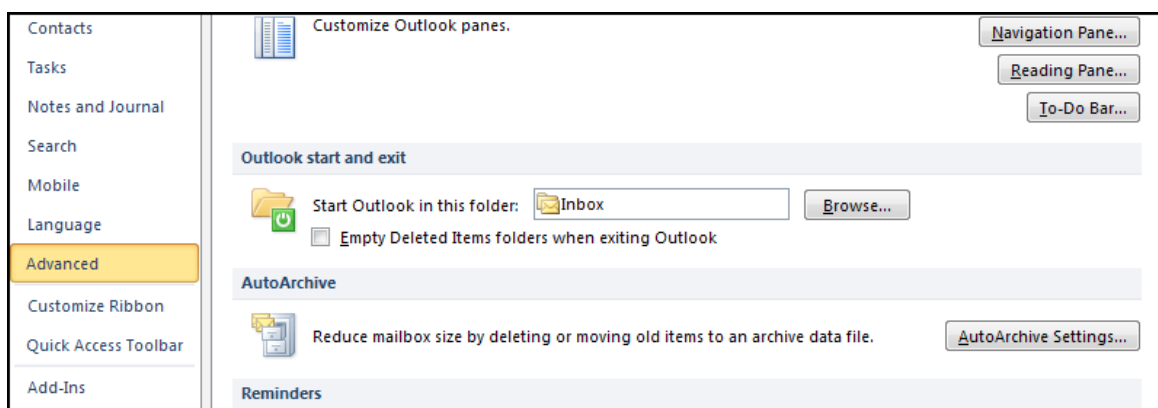 Contacts
Tasks
Notes and Journal
Search
Mobile
Language
Advanced
Customize Ribbon
Quick Access Toolbar
Add-Ins
Customize Outlook panes.
Navigation Pane...
Reading Pane...
To-Do Bar...
Outlook start and exit
Start Outlook in this folder: Inbox Browse...
Empty Deleted Items folders when exiting Outlook
AutoArchive
Reduce mailbox size by deleting or moving old items to an archive data file. AutoArchive Settings...
Reminders